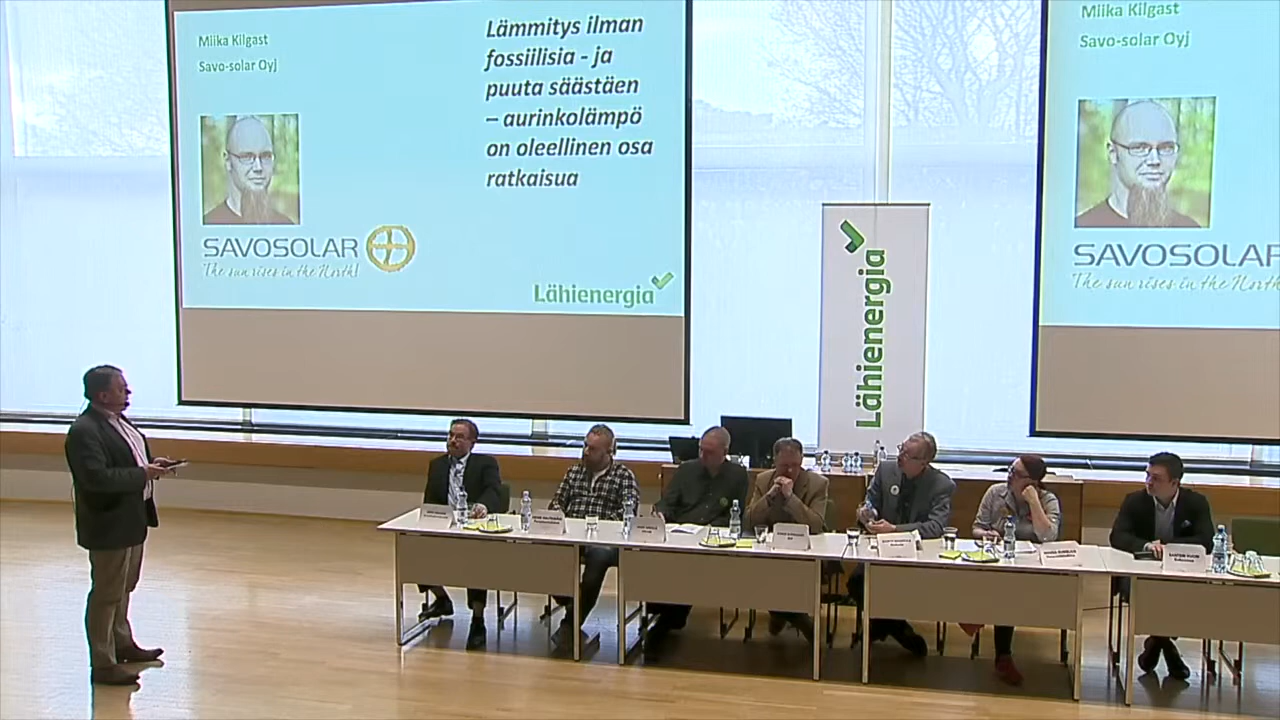 Miika Kilgast
Savo-solar Oyj
Lämmitys ilman
fossiilisia - ja
puuta säästäen
– aurinkolämpö
on oleellinen osa
ratkaisua
SAVOSOLAR
The sun rises in the North!
Lähienergia
Lähienergia
Miika Kilgast
Savo-solar Oyj
SAVOSOLAR
The sun rises in the North